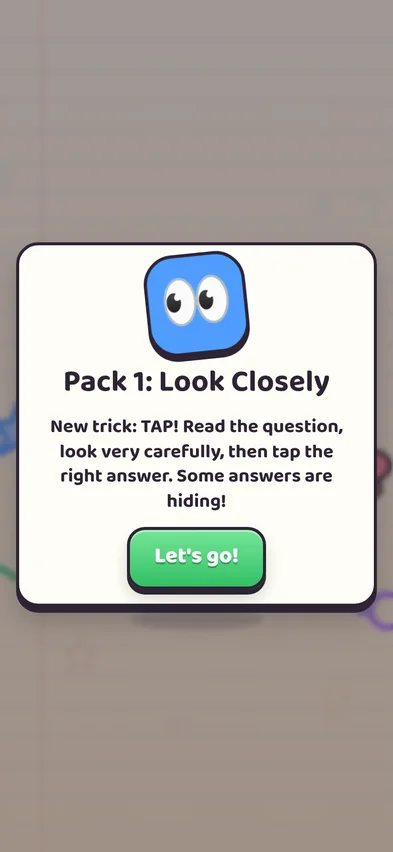 Pack 1: Look Closely
New trick: TAP! Read the question,
look very carefully, then tap the
right answer. Some answers are
hiding!
Let's go!